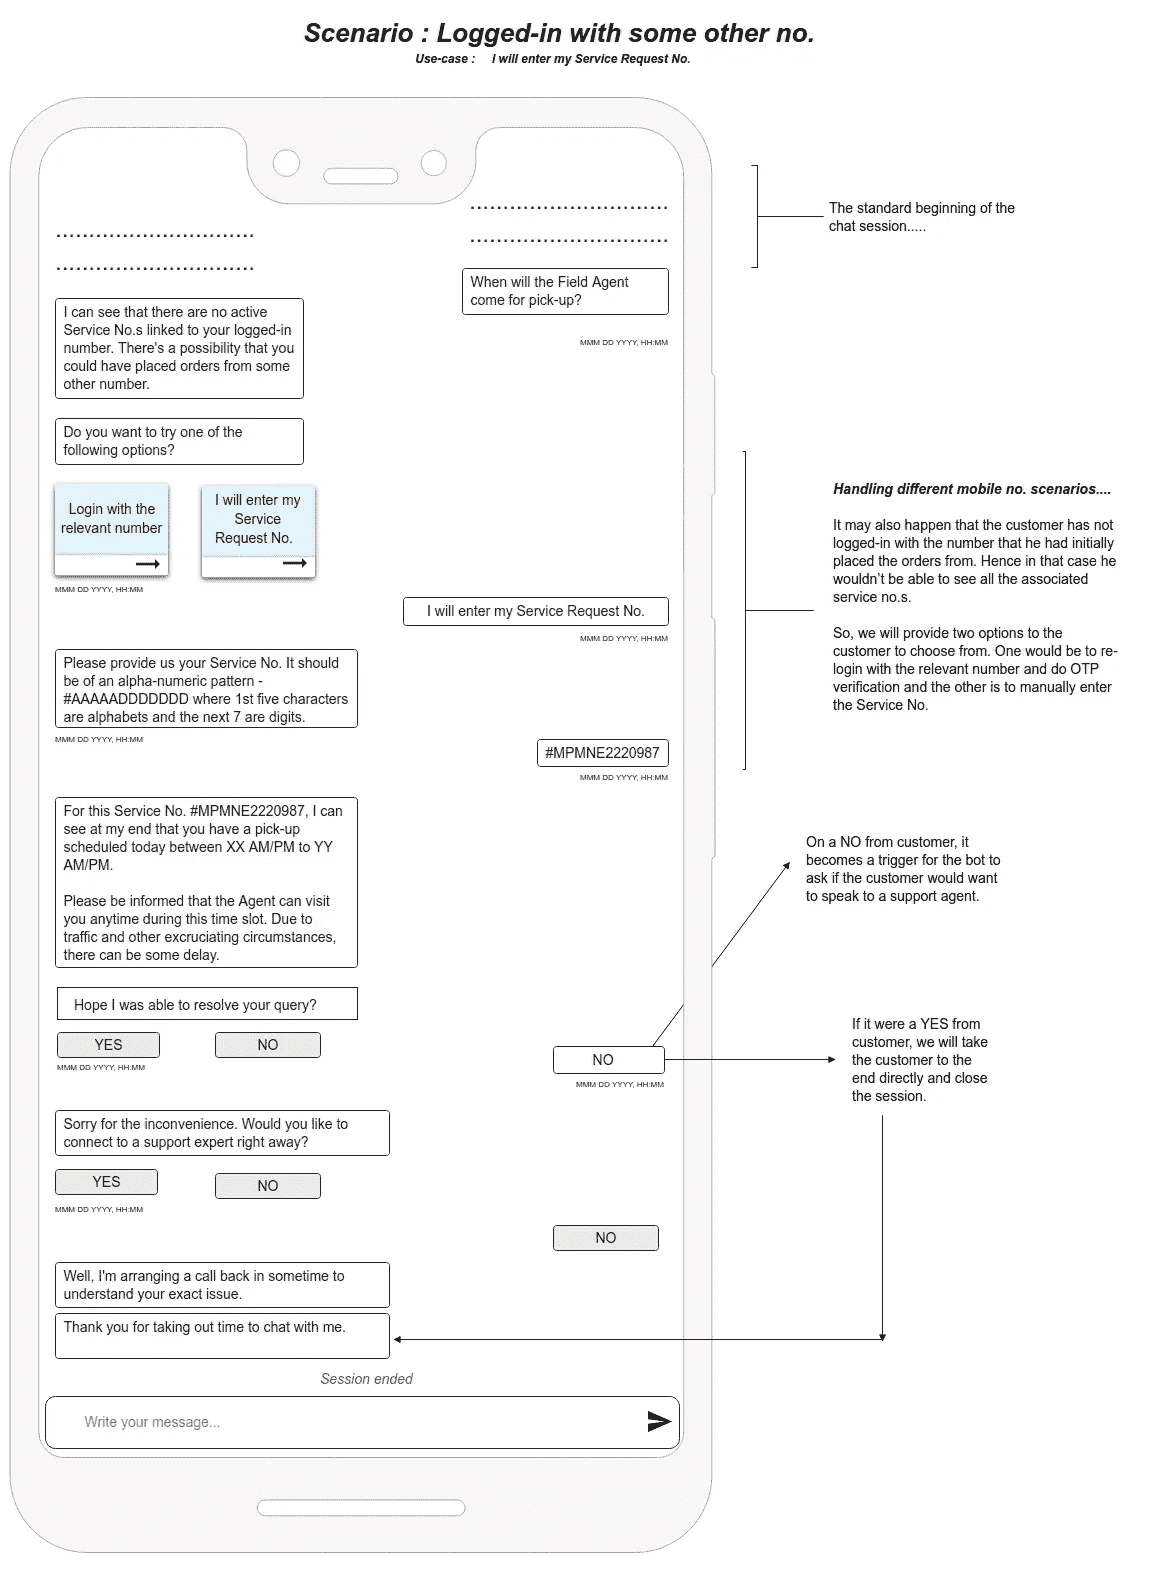 Scenario : Logged-in with some other no.
Use-case : I will enter my Service Request No.
The standard beginning of the
chat session.....
When will the Field Agent
come for pick-up?
MMM DD YYYY, HH:MM
I can see that there are no active
Service No.s linked to your logged-in
number. There's a possibility that you
could have placed orders from some
other number.
Do you want to try one of the
following options?
Login with the
relevant number
I will enter my
Service
Request No.
MMM DD YYYY, HH:MM
Handling different mobile no. scenarios....
It may also happen that the customer has not
logged-in with the number that he had initially
placed the orders from. Hence in that case he
wouldn't be able to see all the associated
service no.s.
So, we will provide two options to the
customer to choose from. One would be to re-
login with the relevant number and do OTP
verification and the other is to manually enter
the Service No.
I will enter my Service Request No.
MMM DD YYYY, HH:MM
Please provide us your Service No. It should
be of an alpha-numeric pattern -
#AAAAADDDDDDD where 1st five characters
are alphabets and the next 7 are digits.
MMM DD YYYY, HH:MM
#MPMNE2220987
MMM DD YYYY, HH:MM
For this Service No. #MPMNE2220987, I can
see at my end that you have a pick-up
scheduled today between XX AM/PM to YY
AM/PM.
Please be informed that the Agent can visit
you anytime during this time slot. Due to
traffic and other excruciating circumstances,
there can be some delay.
On a NO from customer, it
becomes a trigger for the bot to
ask if the customer would want
to speak to a support agent.
Hope I was able to resolve your query?
YES
NO
MMM DD YYYY, HH:MM
NO
MMM DD YYYY, HH:MM
If it were a YES from
customer, we will take
the customer to the
end directly and close
the session.
Sorry for the inconvenience. Would you like to
connect to a support expert right away?
YES
NO
MMM DD YYYY, HH:MM
NO
Well, I'm arranging a call back in sometime to
understand your exact issue.
Thank you for taking out time to chat with me.
Session ended
Write your message...